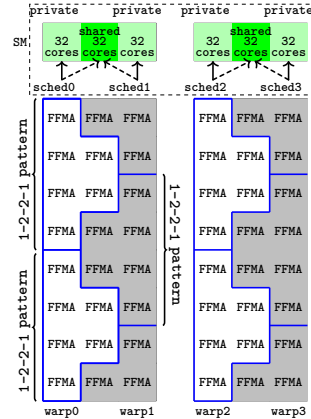 private private private private
shared shared
SM 32 32 32 32 32 32
cores cores cores cores cores cores
sched0 sched1 sched2 sched3
FFMA FFMA FFMA FFMA FFMA FFMA
FFMA FFMA FFMA FFMA FFMA FFMA
FFMA FFMA FFMA FFMA FFMA FFMA
FFMA FFMA FFMA FFMA FFMA FFMA
FFMA FFMA FFMA FFMA FFMA FFMA
FFMA FFMA FFMA FFMA FFMA FFMA
FFMA FFMA FFMA FFMA FFMA FFMA
FFMA FFMA FFMA FFMA FFMA FFMA
1-2-2-1 pattern
1-2-2-1 pattern
1-2-2-1 pattern
warp0 warp1 warp2 warp3